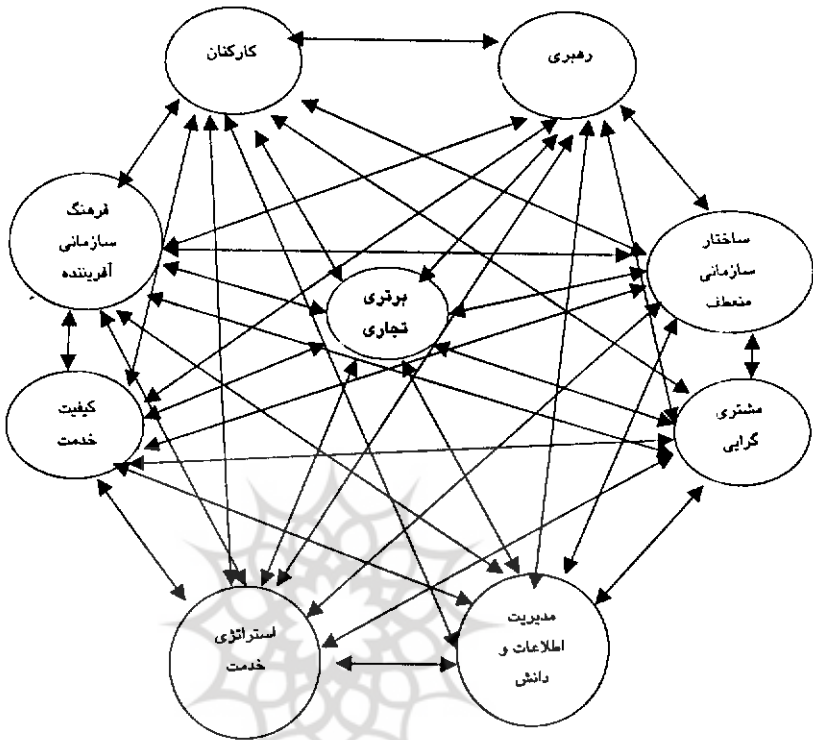 رهبری
کارکنان
ساختار
سازمانی
منعطف
فرهنگ
سازمانی
آفریننده
برتری
تجاری
مشتری
گرایی
کیفیت
خدمت
مدیریت
اطلاعات و
دانش
استراتژی
خدمت